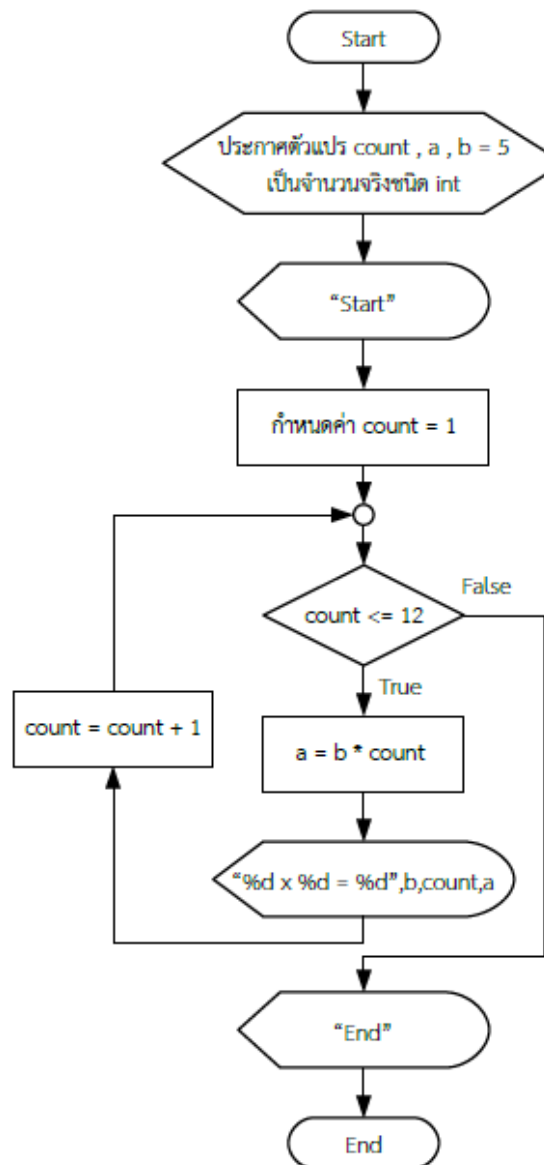 Start
ประกาศตัวแปร count , a , b = 5
เป็นจำนวนจริงชนิด int
“Start”
กำหนดค่า count = 1
count <= 12
False
True
count = count + 1
a = b * count
“%d x %d = %d”,b,count,a
“End”
End